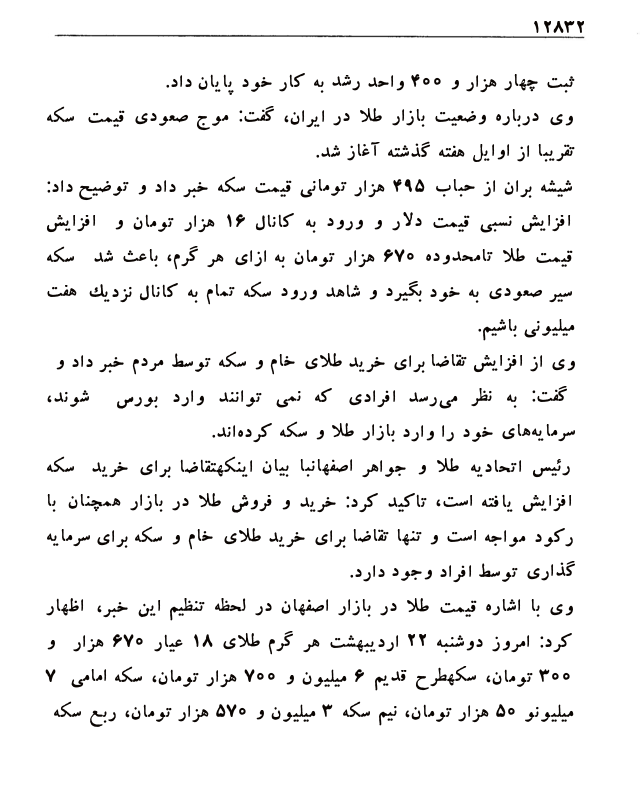 ۱۲۸۳۲
ثبت چهار هزار و ۴۰۰ واحد رشد به کار خود پایان داد.
وی درباره وضعیت بازار طلا در ایران، گفت: موج صعودی قیمت سکه
تقریبا از اوایل هفته گذشته آغاز شد.
شیشه بران از حباب ۴۹۵ هزار تومانی قیمت سکه خبر داد و توضیح داد:
افزایش نسبی قیمت دلار و ورود به کانال ۱۶ هزار تومان و افزایش
قیمت طلا تامحدوده ۶۷۰ هزار تومان به ازای هر گرم، باعث شد سکه
سیر صعودی به خود بگیرد و شاهد ورود سکه تمام به کانال نزدیك هفت
میلیونی باشیم.
وی از افزایش تقاضا برای خرید طلای خام و سکه توسط مردم خبر داد و
گفت: به نظر می‌رسد افرادی که نمی توانند وارد بورس شوند،
سرمایه‌های خود را وارد بازار طلا و سکه کرده‌اند.
رئیس اتحادیه طلا و جواهر اصفهانبا بیان اینکهتقاضا برای خرید سکه
افزایش یافته است، تاکید کرد: خرید و فروش طلا در بازار همچنان با
رکود مواجه است و تنها تقاضا برای خرید طلای خام و سکه برای سرمایه
گذاری توسط افراد وجود دارد.
وی با اشاره قیمت طلا در بازار اصفهان در لحظه تنظیم این خبر، اظهار
کرد: امروز دوشنبه ۲۲ اردیبهشت هر گرم طلای ۱۸ عیار ۶۷۰ هزار و
۳۰۰ تومان، سکهطرح قدیم ۶ میلیون و ۷۰۰ هزار تومان، سکه امامی ۷
میلیونو ۵۰ هزار تومان، نیم سکه ۳ میلیون و ۵۷۰ هزار تومان، ربع سکه